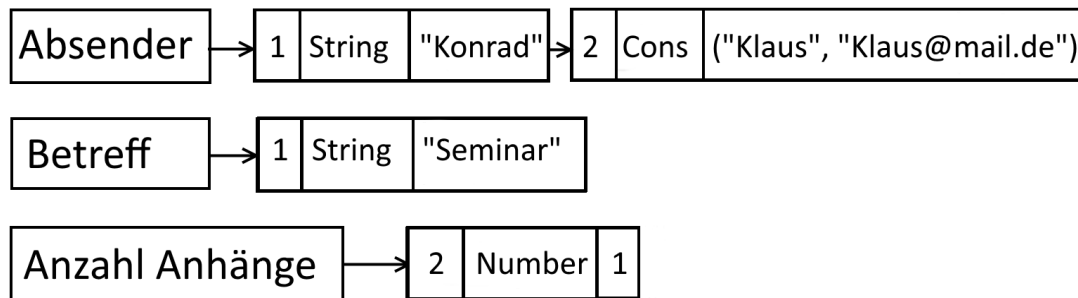 Absender 1 String "Konrad" 2 Cons ("Klaus", "Klaus@mail.de")
Betreff 1 String "Seminar"
Anzahl Anhänge 2 Number 1